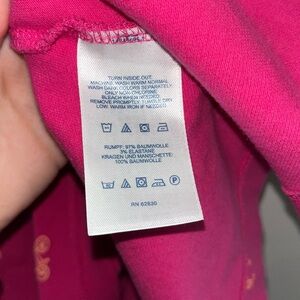 TURN INSIDE OUT.
MACHINE WASH WARM NORMAL
WASH DARK COLORS SEPARATELY
ONLY NON-CHLORINE
BLEACH WHEN NEEDED.
REMOVE PROMPTLY, TUMBLE DRY
LOW. WARM IRON IF NEEDED
RUMPF: 97% BAUMWOLLE
3% ELASTANE
KRAGEN UND MANSCHETTE:
100% BAUMWOLLE
P
RN 62830